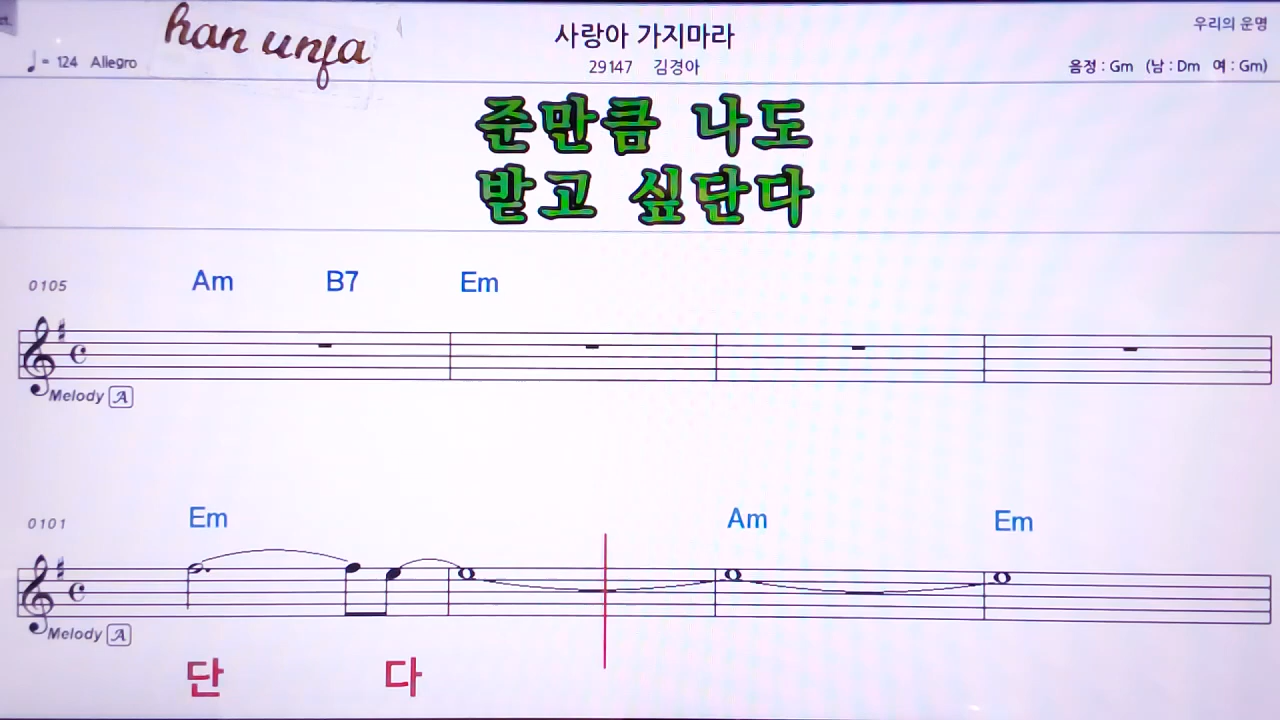 han unfa
사랑아 가지마라
우리의 운명
♩= 124 Allegro
29147 김경아
음정 : Gm (남 : Dm 여 : Gm)
준만큼 나도
받고 싶단다
0105 Am B7 Em
Melody A
0101 Em Am Em
Melody A
단 다